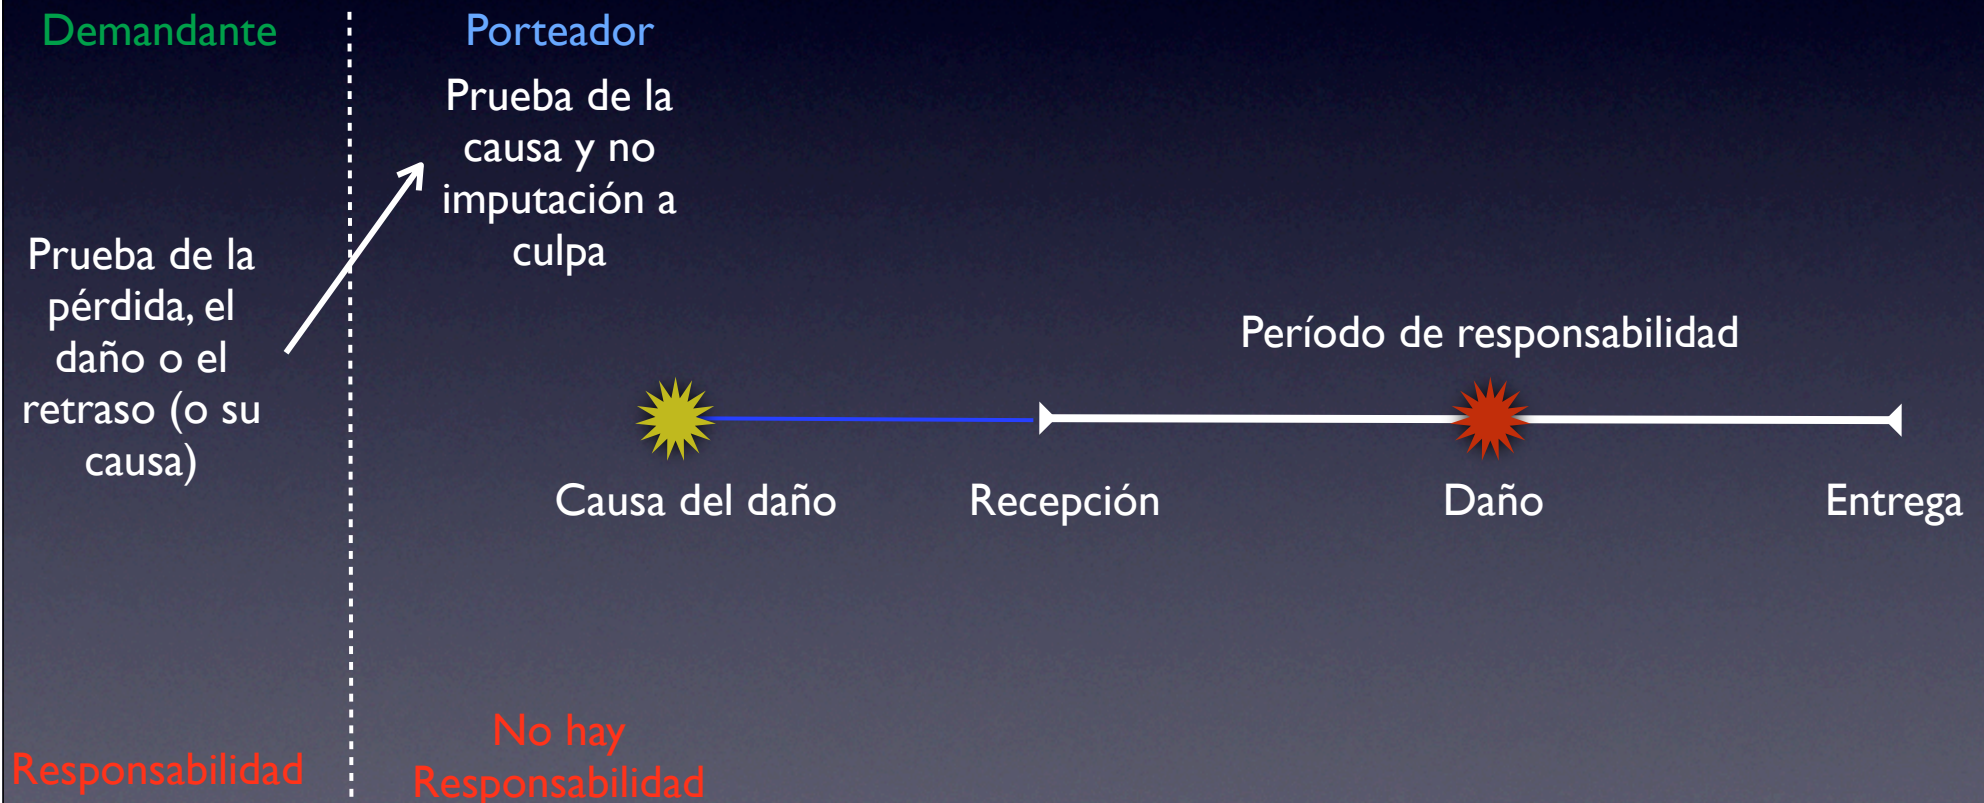 Demandante
Prueba de la
pérdida, el
daño o el
retraso (o su
causa)
Responsabilidad
Porteador
Prueba de la
causa y no
imputación a
culpa
No hay
Responsabilidad
Período de responsabilidad
Causa del daño
Recepción
Daño
Entrega